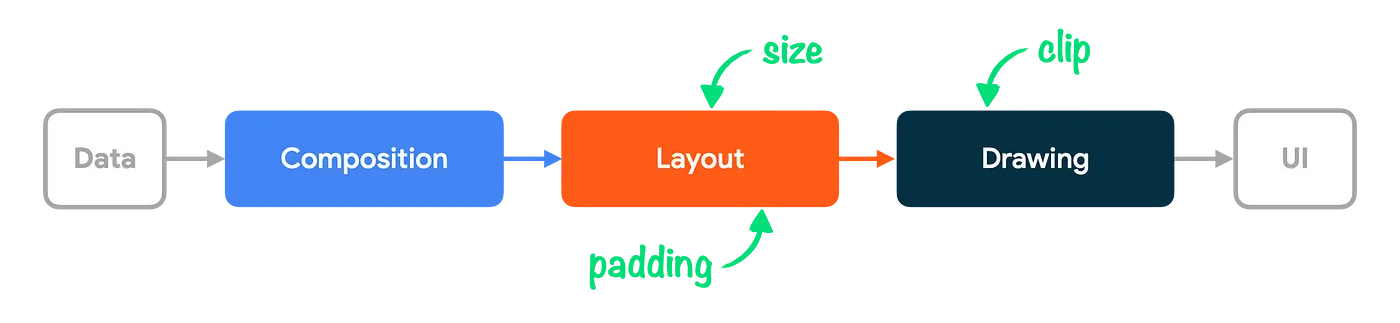 size
clip
Data
Composition
Layout
Drawing
UI
padding